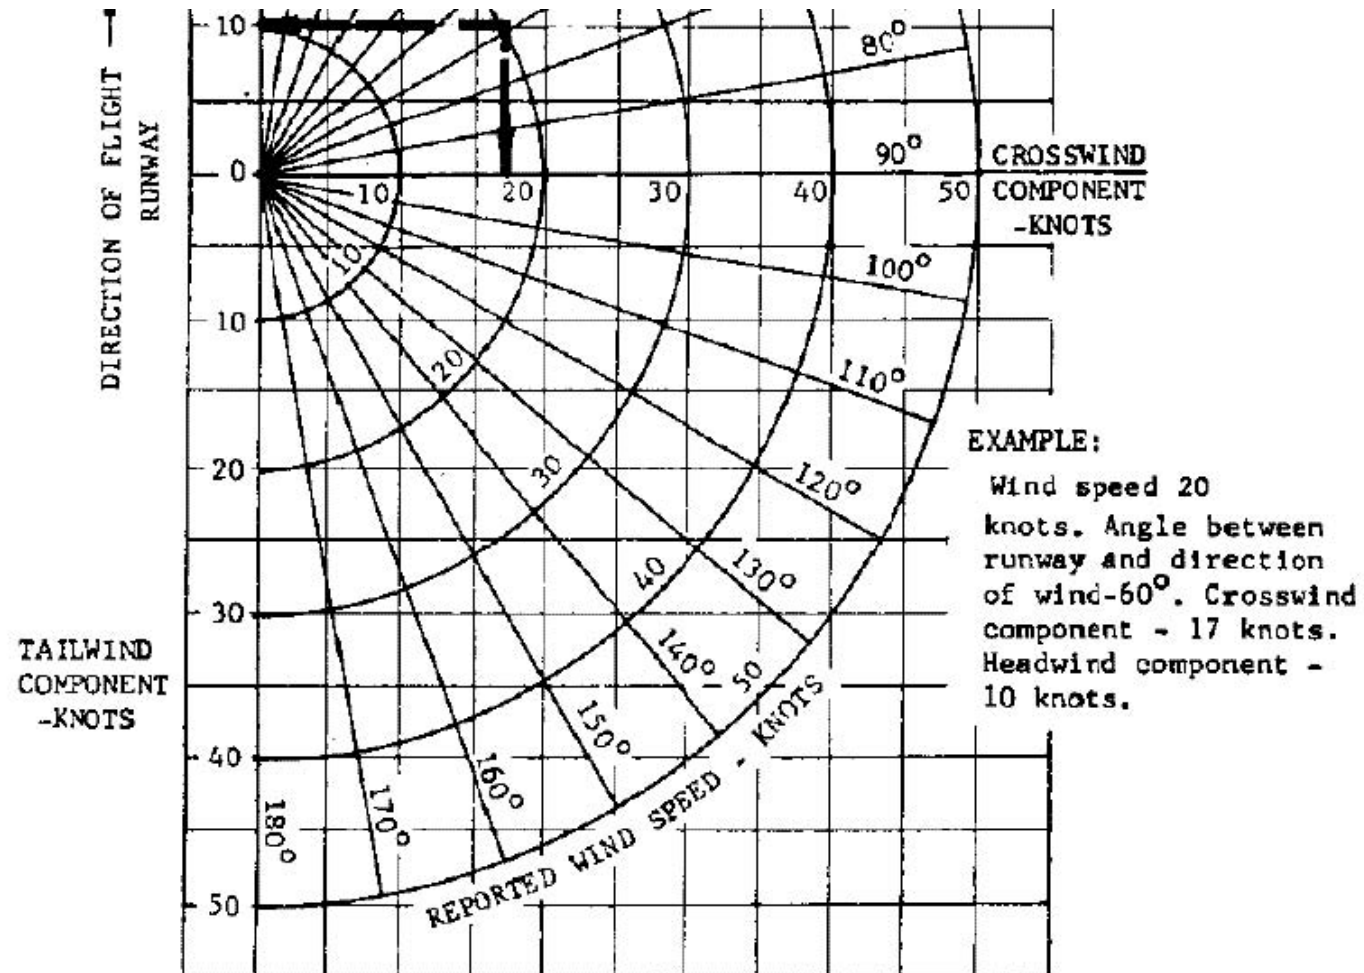 DIRECTION OF FLIGHT
RUNWAY
10
0
10
20
30
40
50
10
20
30
40
50
CROSSWIND
COMPONENT
-KNOTS
80°
90°
100°
110°
120°
130°
140°
150°
160°
170°
180°
10
20
30
40
50
REPORTED WIND SPEED - KNOTS
TAILWIND
COMPONENT
-KNOTS
EXAMPLE:
Wind speed 20
knots. Angle between
runway and direction
of wind-60°. Crosswind
component - 17 knots.
Headwind component -
10 knots.